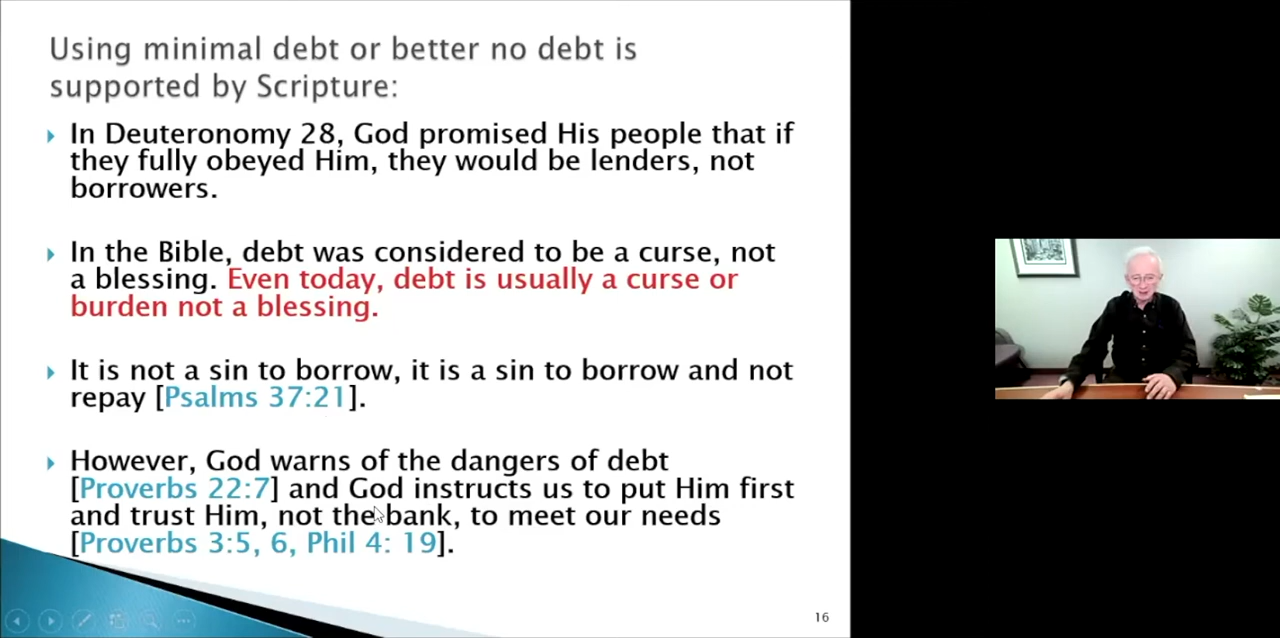 Using minimal debt or better no debt is
supported by Scripture:
In Deuteronomy 28, God promised His people that if
they fully obeyed Him, they would be lenders, not
borrowers.
In the Bible, debt was considered to be a curse, not
a blessing. Even today, debt is usually a curse or
burden not a blessing.
It is not a sin to borrow, it is a sin to borrow and not
repay [Psalms 37:21].
However, God warns of the dangers of debt
[Proverbs 22:7] and God instructs us to put Him first
and trust Him, not the bank, to meet our needs
[Proverbs 3:5, 6, Phil 4: 19].
16